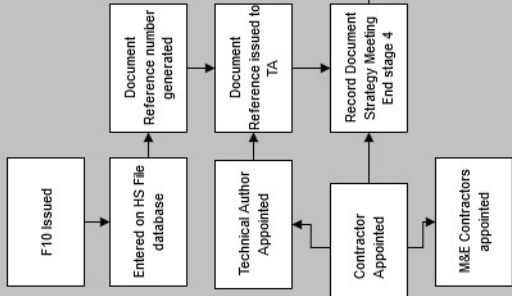 F10 Issued
Entered on HS File
database
Document
Reference number
generated
Technical Author
Appointed
Document
Reference issued to
TA
Contractor
Appointed
Record Document
Strategy Meeting
End stage 4
M&E Contractors
appointed